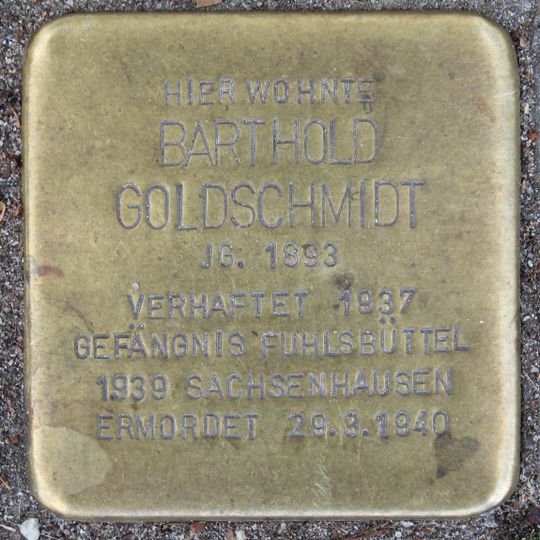 HIER WOHNTE
BARTHOLD
GOLDSCHMIDT
JG. 1893
VERHAFTET 1937
GEFÄNGNIS FUHLSBÜTTEL
1939 SACHSENHAUSEN
ERMORDET 29.3.1940